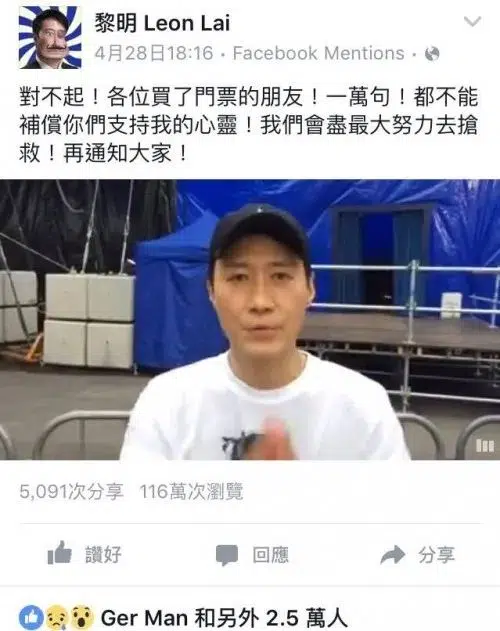 黎明 Leon Lai
4月28日18:16 · Facebook Mentions ·
對不起！各位買了門票的朋友！一萬句！都不能
補償你們支持我的心靈！我們會盡最大努力去搶
救！再通知大家！
5,091次分享 116萬次瀏覽
讚好 回應 分享
Ger Man 和另外 2.5 萬人